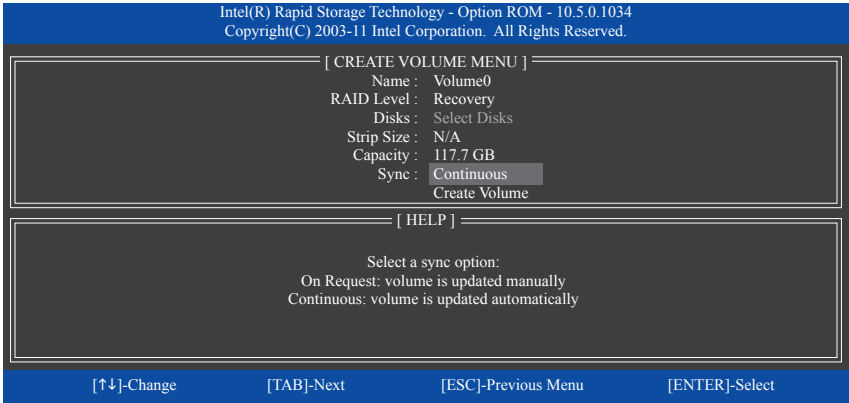 Intel(R) Rapid Storage Technology - Option ROM - 10.5.0.1034
Copyright(C) 2003-11 Intel Corporation. All Rights Reserved.
[ CREATE VOLUME MENU ]
Name : Volume0
RAID Level : Recovery
Disks : Select Disks
Strip Size : N/A
Capacity : 117.7 GB
Sync : Continuous
Create Volume
[ HELP ]
Select a sync option:
On Request: volume is updated manually
Continuous: volume is updated automatically
[↑↓]-Change [TAB]-Next [ESC]-Previous Menu [ENTER]-Select